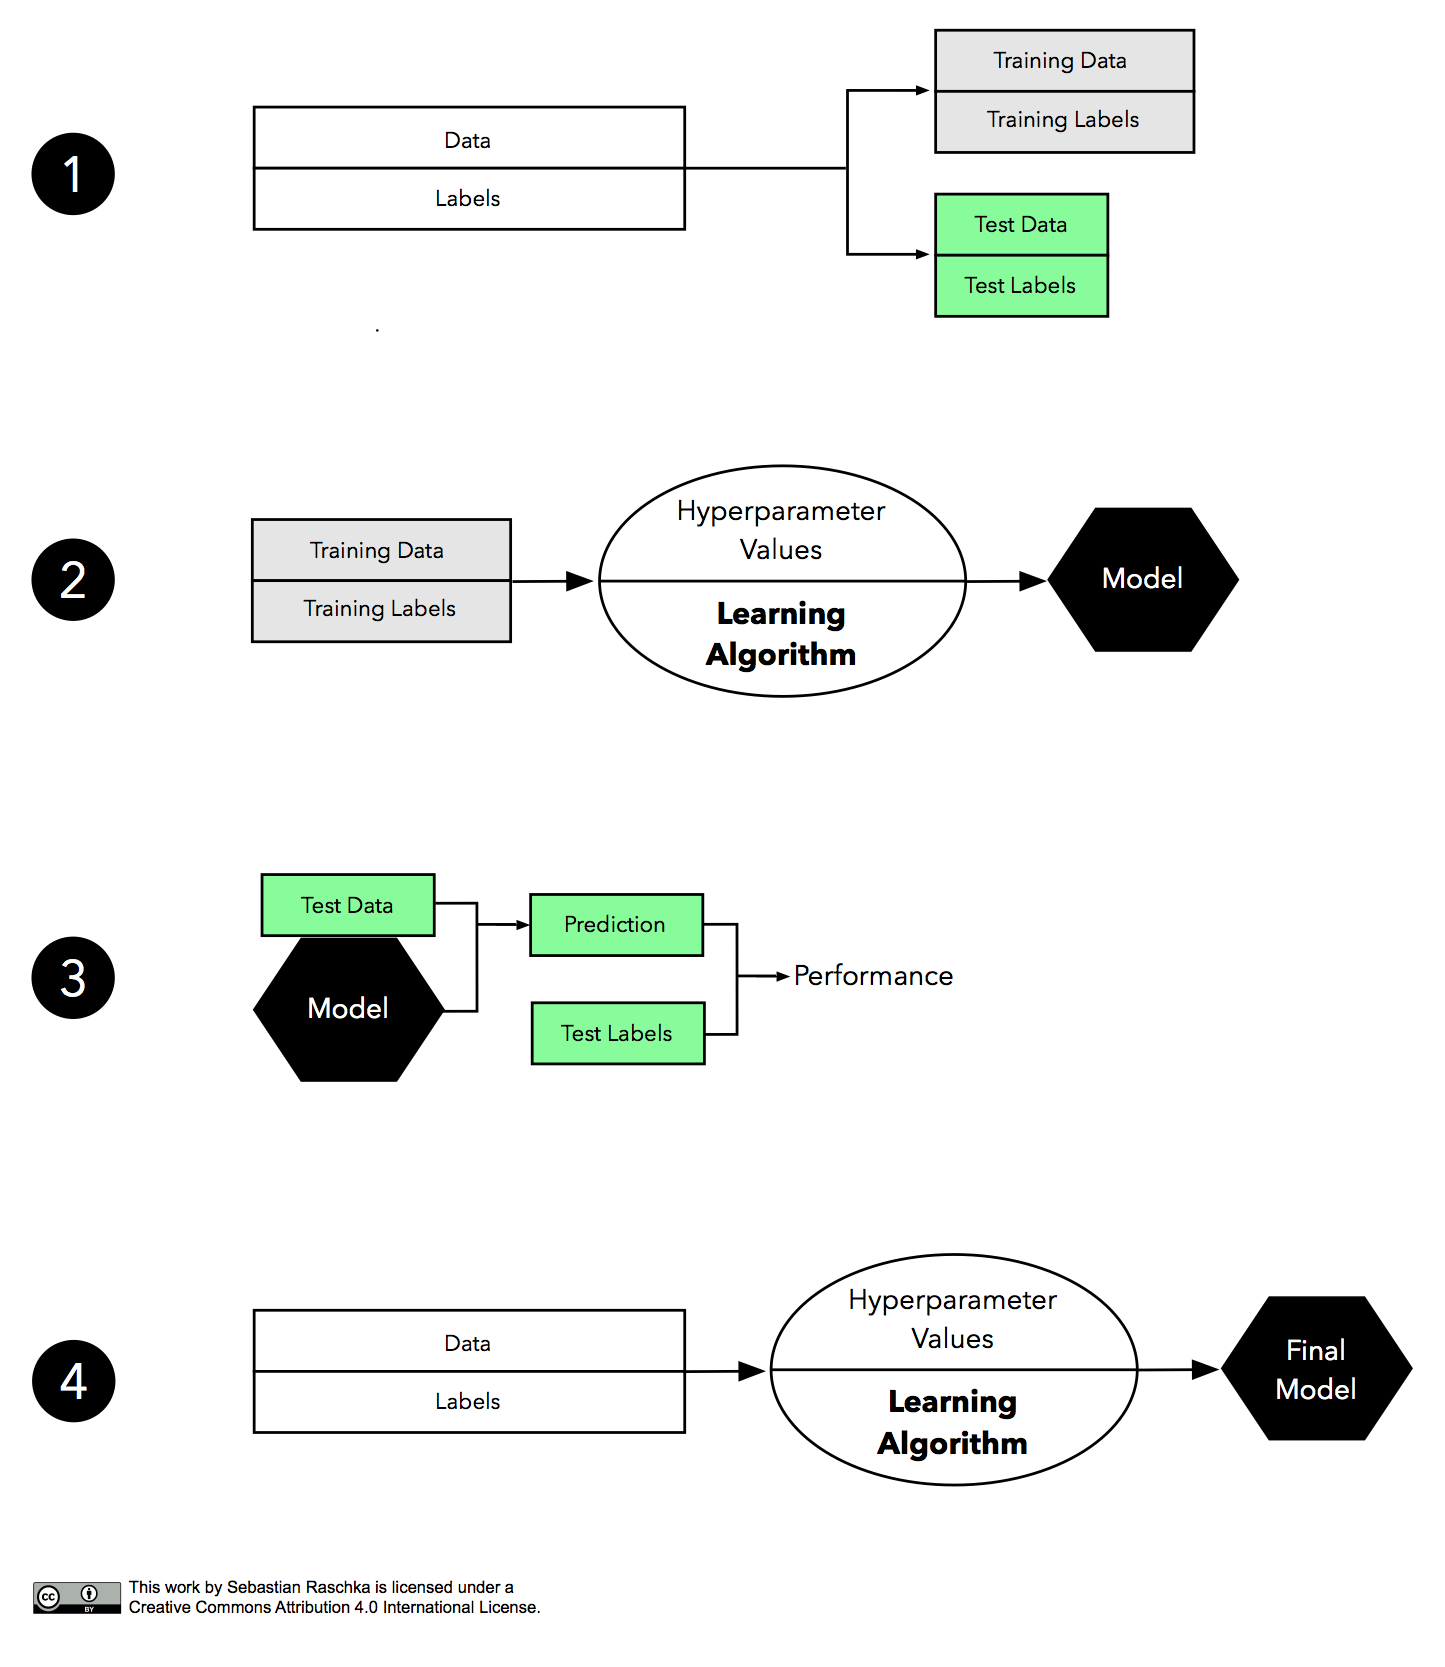 1
Data
Labels
Training Data
Training Labels
Test Data
Test Labels
2
Training Data
Training Labels
Hyperparameter
Values
Learning
Algorithm
Model
3
Test Data
Model
Prediction
Test Labels
Performance
4
Data
Labels
Hyperparameter
Values
Learning
Algorithm
Final
Model
cc
BY
This work by Sebastian Raschka is licensed under a
Creative Commons Attribution 4.0 International License.